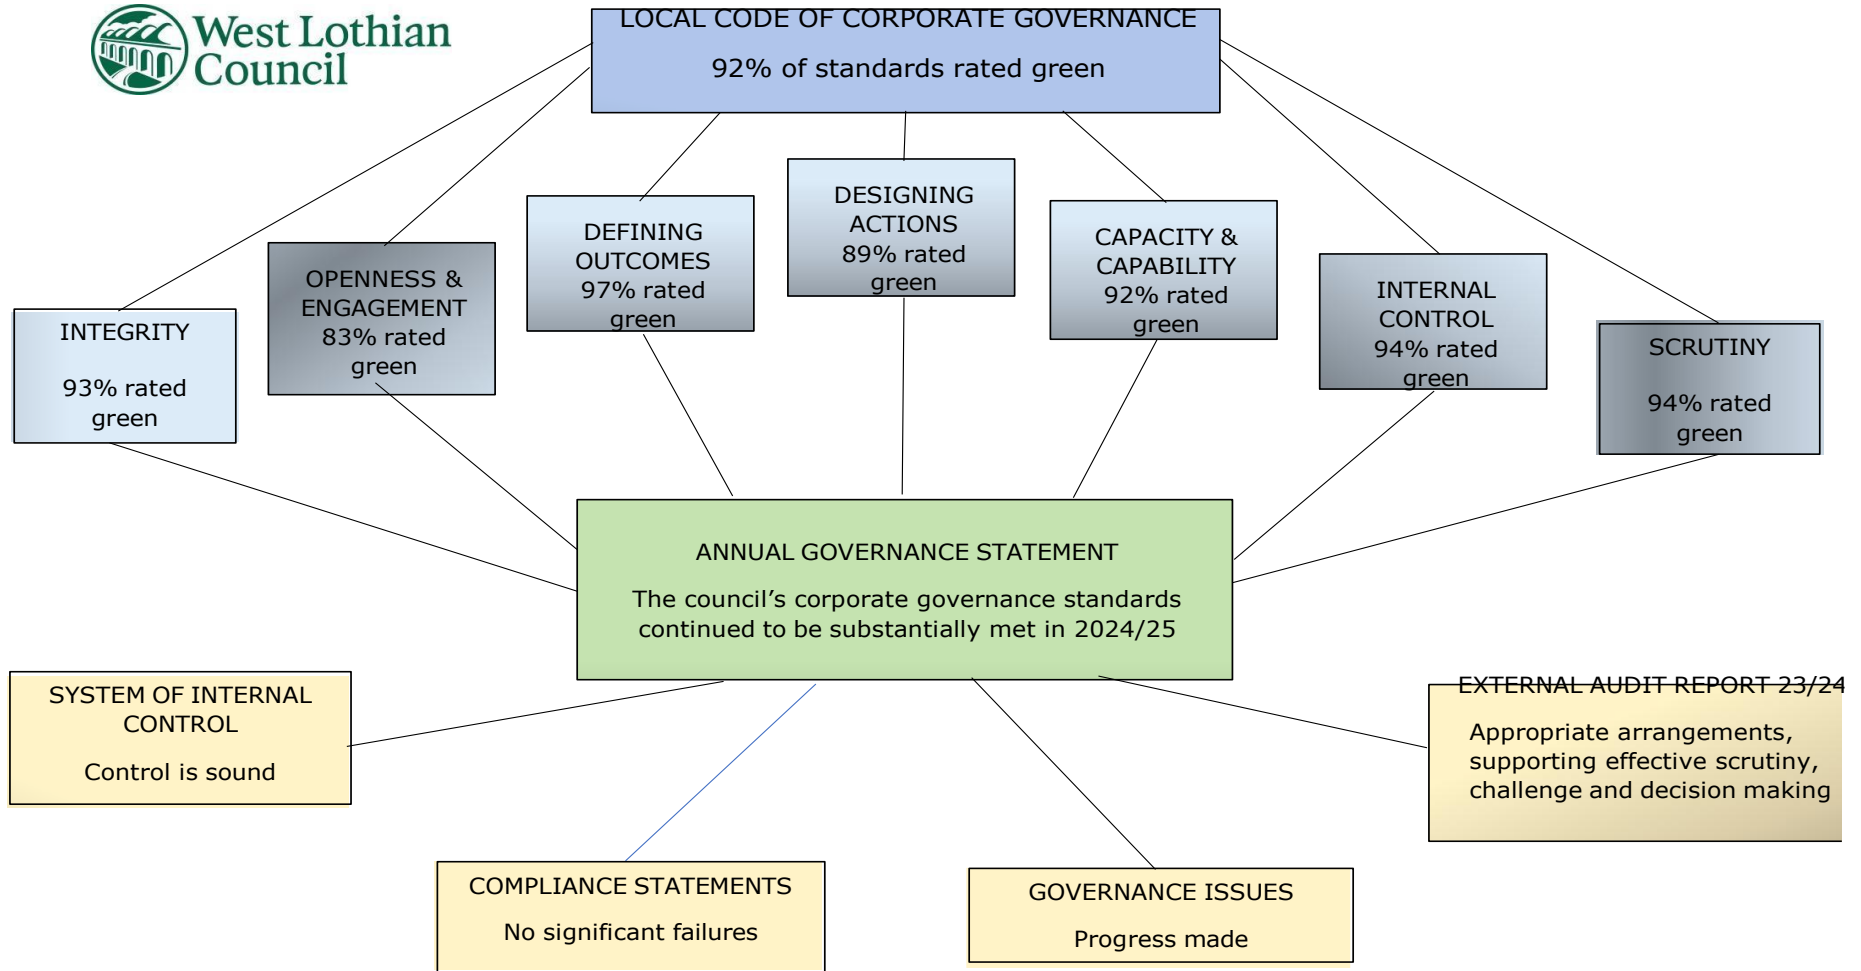 West Lothian
Council
LOCAL CODE OF CORPORATE GOVERNANCE
92% of standards rated green
INTEGRITY
93% rated
green
OPENNESS &
ENGAGEMENT
83% rated
green
DEFINING
OUTCOMES
97% rated
green
DESIGNING
ACTIONS
89% rated
green
CAPACITY &
CAPABILITY
92% rated
green
INTERNAL
CONTROL
94% rated
green
SCRUTINY
94% rated
green
ANNUAL GOVERNANCE STATEMENT
The council’s corporate governance standards
continued to be substantially met in 2024/25
SYSTEM OF INTERNAL
CONTROL
Control is sound
COMPLIANCE STATEMENTS
No significant failures
GOVERNANCE ISSUES
Progress made
EXTERNAL AUDIT REPORT 23/24
Appropriate arrangements,
supporting effective scrutiny,
challenge and decision making